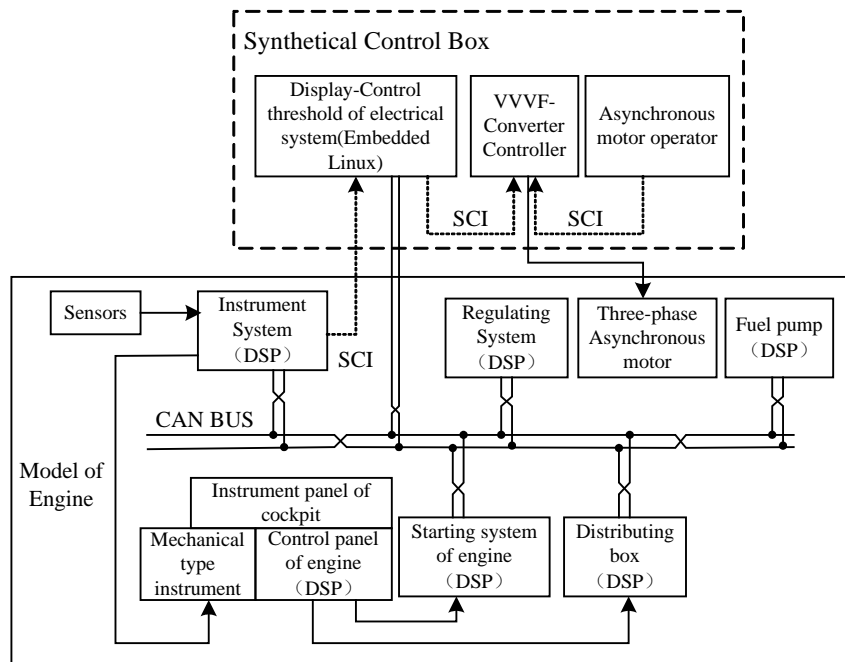 Synthetical Control Box
Display-Control
threshold of electrical
system(Embedded
Linux)
VVVF-
Converter
Controller
Asynchronous
motor operator
SCI
SCI
Sensors
Instrument
System
（DSP）
SCI
Regulating
System
（DSP）
Three-phase
Asynchronous
motor
Fuel pump
（DSP）
CAN BUS
Model of
Engine
Instrument panel of
cockpit
Mechanical
type
instrument
Control panel
of engine
（DSP）
Starting system
of engine
（DSP）
Distributing
box
（DSP）